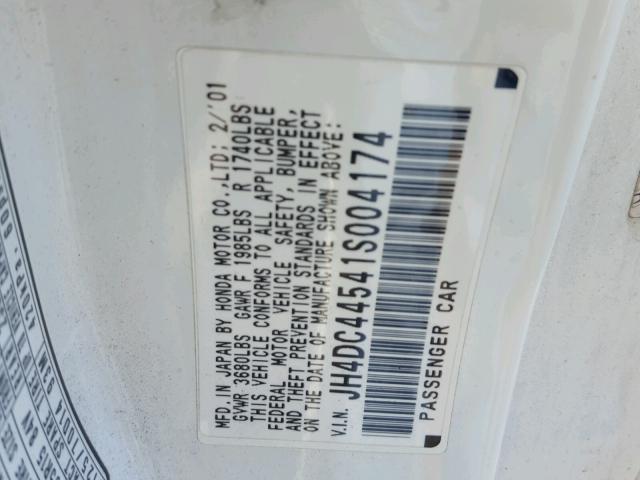 MFD. IN JAPAN BY HONDA MOTOR CO.,LTD; 2/'01
GVWR 3880LBS GAWR F 1985LBS R 1740LBS
THIS VEHICLE CONFORMS TO ALL APPLICABLE
FEDERAL MOTOR VEHICLE SAFETY, BUMPER,
AND THEFT PREVENTION STANDARDS IN EFFECT
ON THE DATE OF MANUFACTURE SHOWN ABOVE:
V.I.N. JH4DC44541S004174
PASSENGER CAR